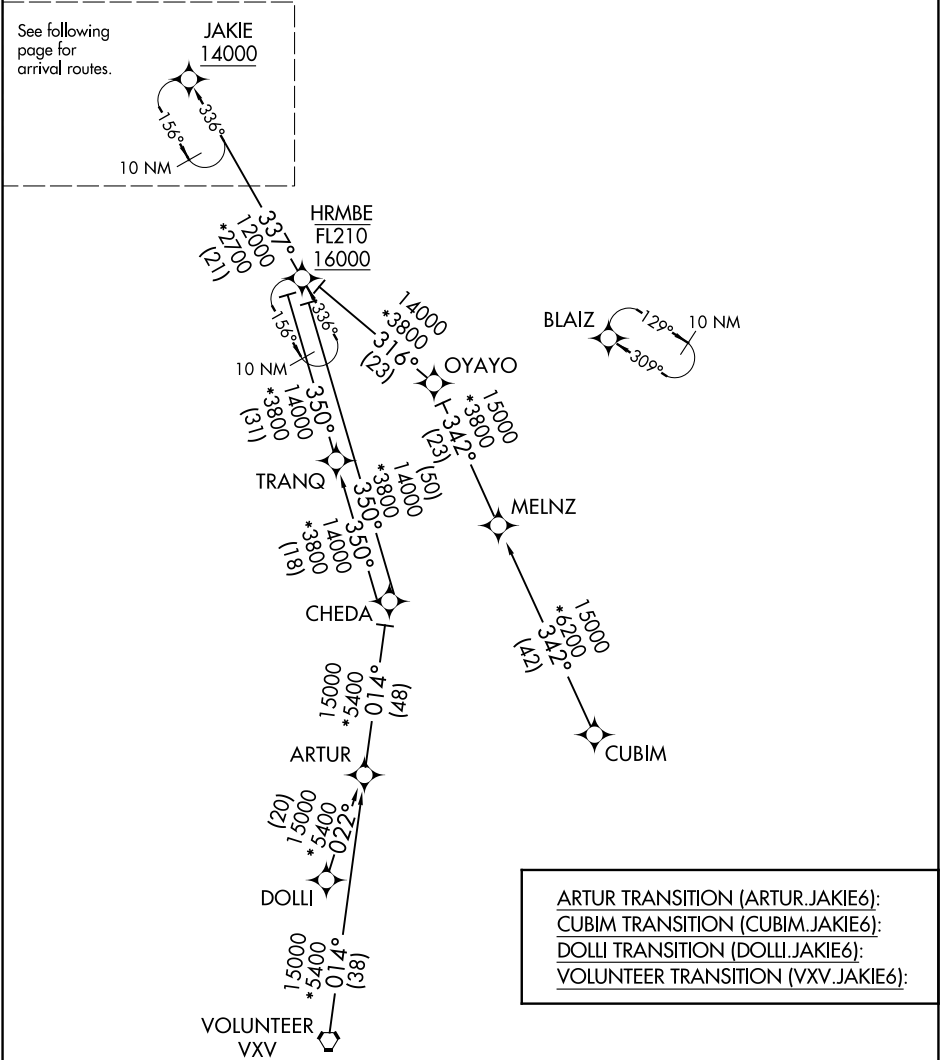 See following
page for
arrival routes.
JAKIE
14000
336°
156°
10 NM
337°
12000
*2700
(21)
HRMBE
FL210
16000
336°
156°
10 NM
14000
*3800
316°
(23)
BLAIZ
129°
10 NM
309°
OYAYO
350°
14000
*3800
(31)
15000
*3800
342°
(23)
TRANQ
(50)
14000
*3800
350°
MELNZ
350°
14000
*3800
(18)
CHEDA
15000
*6200
342°
(42)
15000
*5400
014°
(48)
ARTUR
CUBIM
(20)
15000
*5400
022°
DOLLI
15000
*5400
014°
(38)
VOLUNTEER
VXV
ARTUR TRANSITION (ARTUR.JAKIE6):
CUBIM TRANSITION (CUBIM.JAKIE6):
DOLLI TRANSITION (DOLLI.JAKIE6):
VOLUNTEER TRANSITION (VXV.JAKIE6):